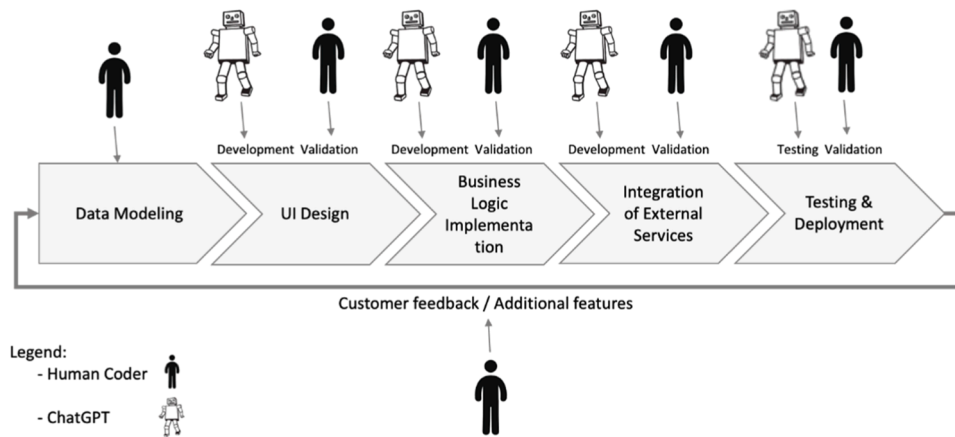 Development Validation
Development Validation
Development Validation
Testing Validation
Data Modeling
UI Design
Business
Logic
Implementa
tion
Integration
of External
Services
Testing &
Deployment
Customer feedback / Additional features
Legend:
- Human Coder
- ChatGPT